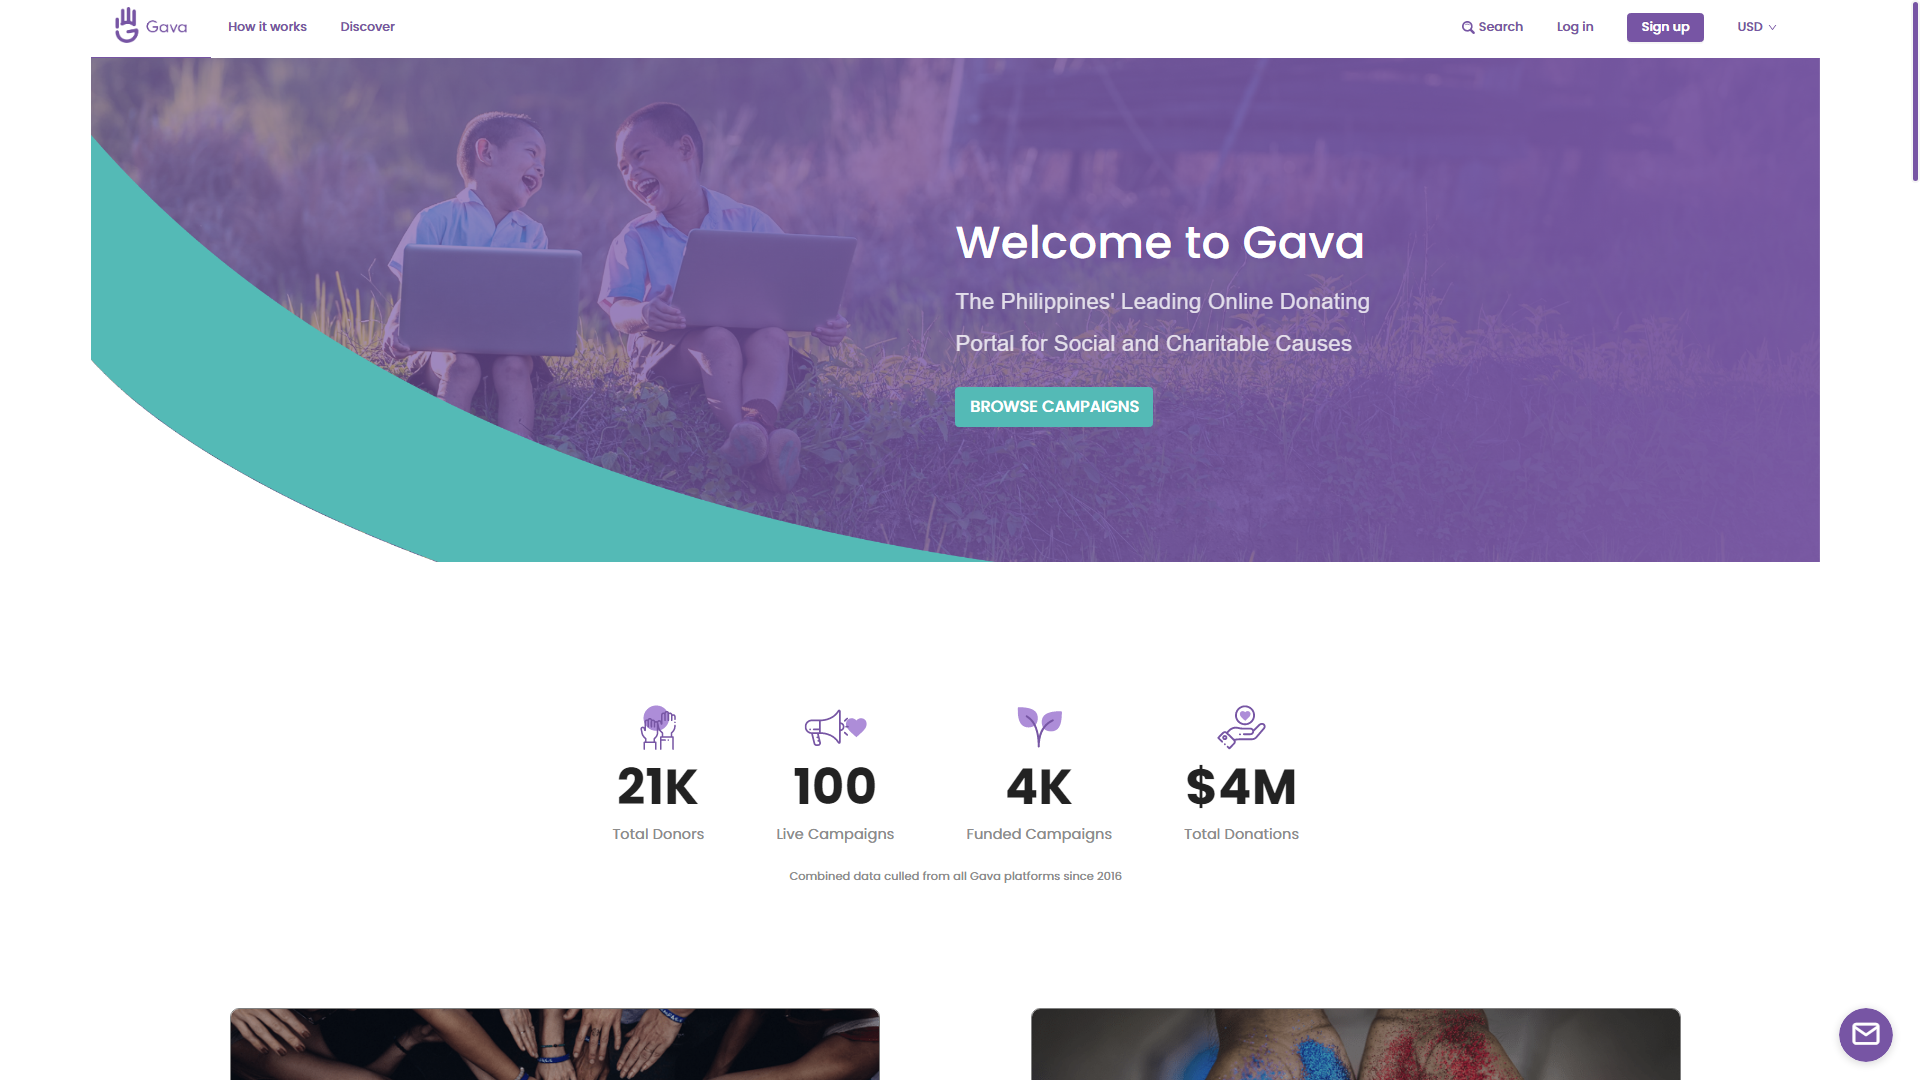 Gava
How it works
Discover
Search
Log in
Sign up
USD
Welcome to Gava
The Philippines' Leading Online Donating
Portal for Social and Charitable Causes
BROWSE CAMPAIGNS
21K
Total Donors
100
Live Campaigns
4K
Funded Campaigns
$4M
Total Donations
Combined data culled from all Gava platforms since 2016